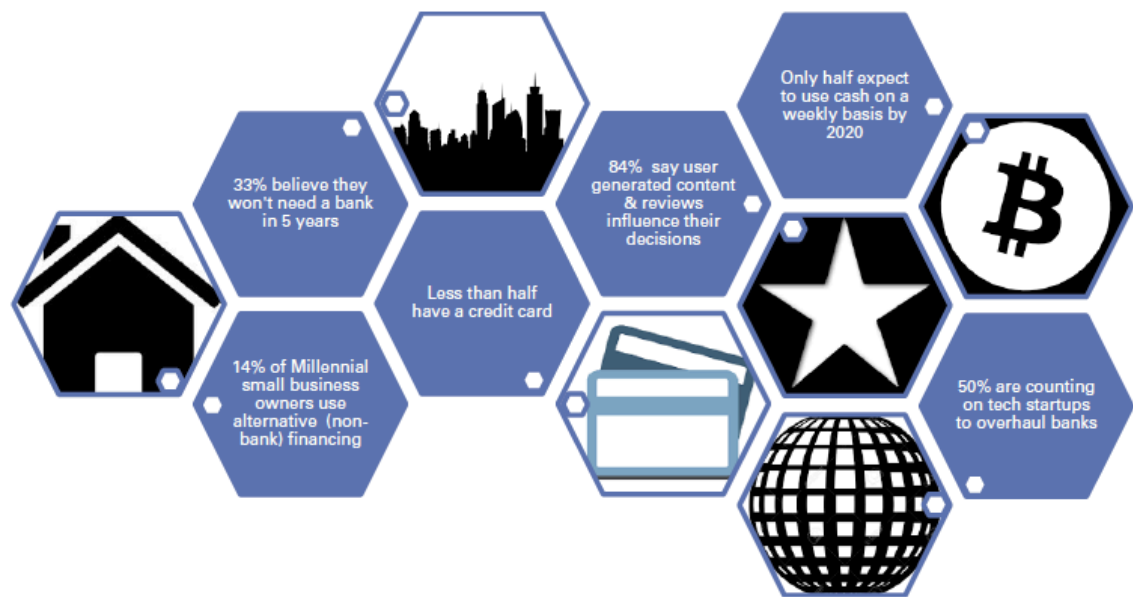 33% believe they
won't need a bank
in 5 years
14% of Millennial
small business
owners use
alternative (non-
bank) financing
Less than half
have a credit card
84% say user
generated content
& reviews
influence their
decisions
Only half expect
to use cash on a
weekly basis by
2020
50% are counting
on tech startups
to overhaul banks